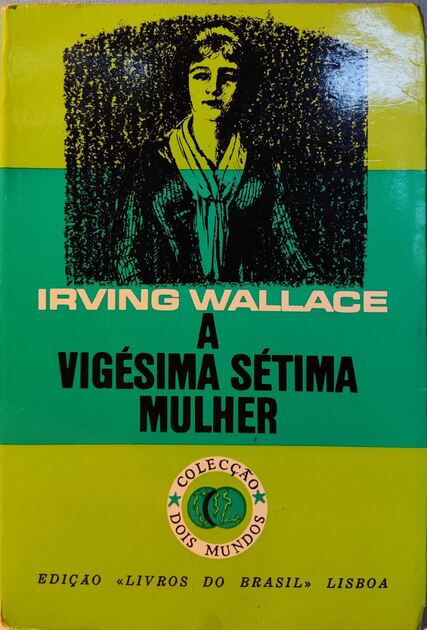 IRVING WALLACE
A
VIGÉSIMA SÉTIMA
MULHER
COLECÇÃO
DOIS MUNDOS
EDIÇÃO «LIVROS DO BRASIL» LISBOA